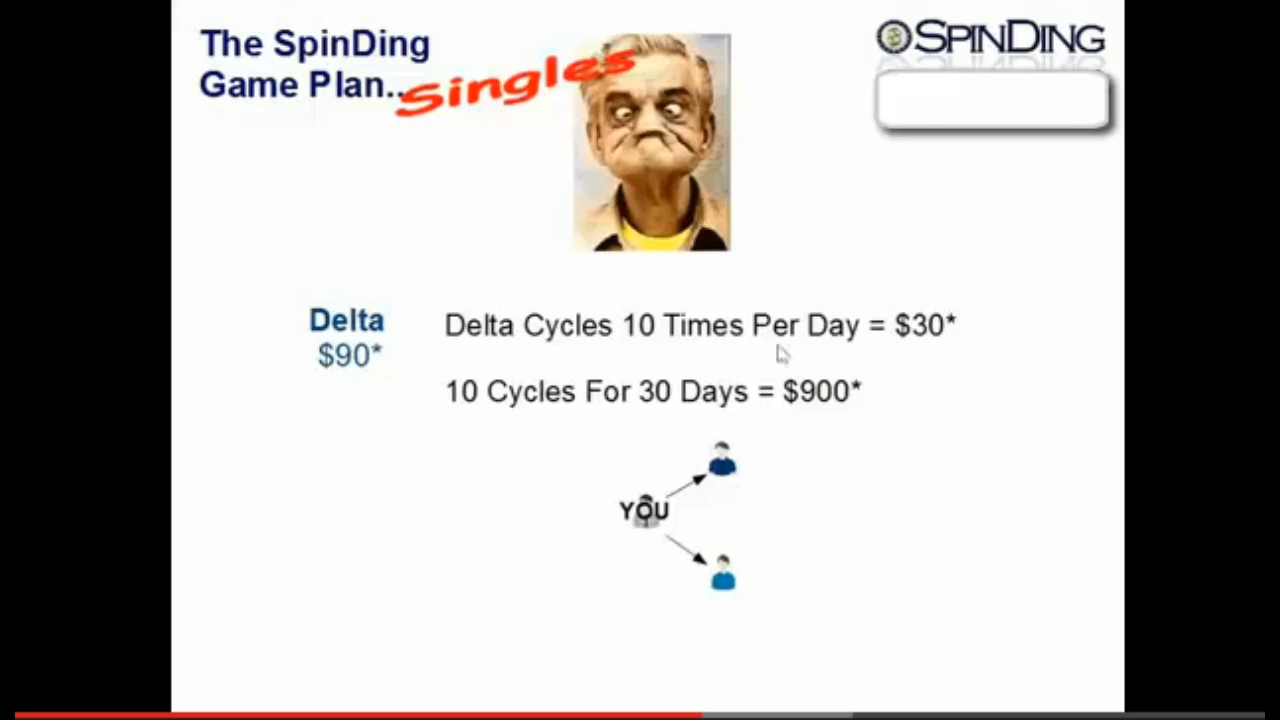 The SpinDing
Game Plan..
Singles
SPINDING
Delta
$90*
Delta Cycles 10 Times Per Day = $30*
10 Cycles For 30 Days = $900*
YOU